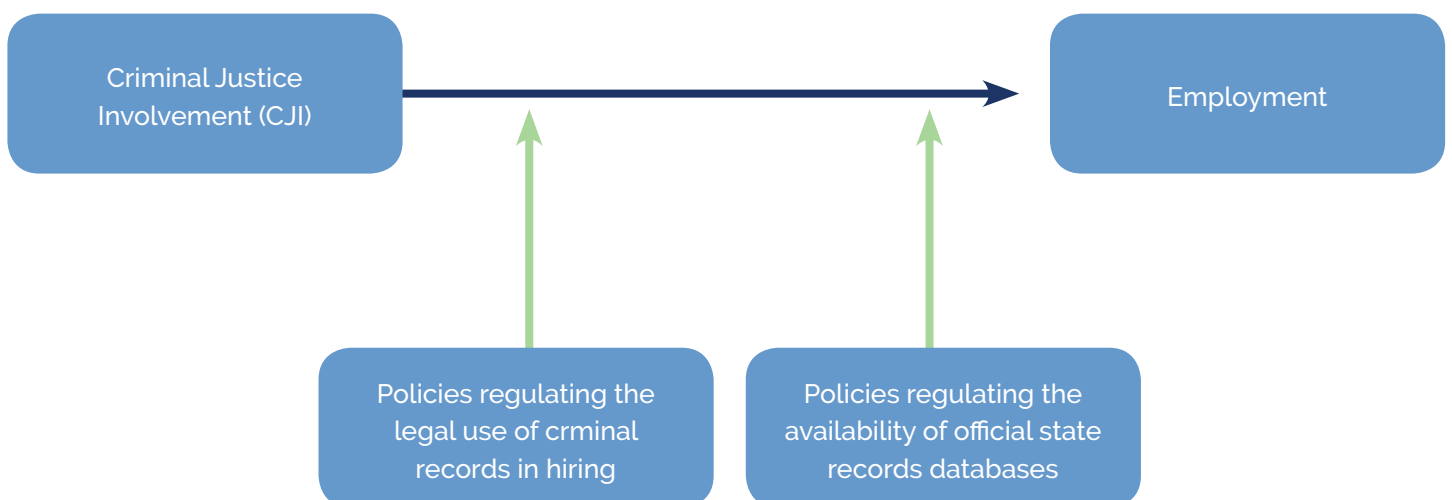 Criminal Justice
Involvement (CJI)
Employment
Policies regulating the
legal use of crminal
records in hiring
Policies regulating the
availability of official state
records databases